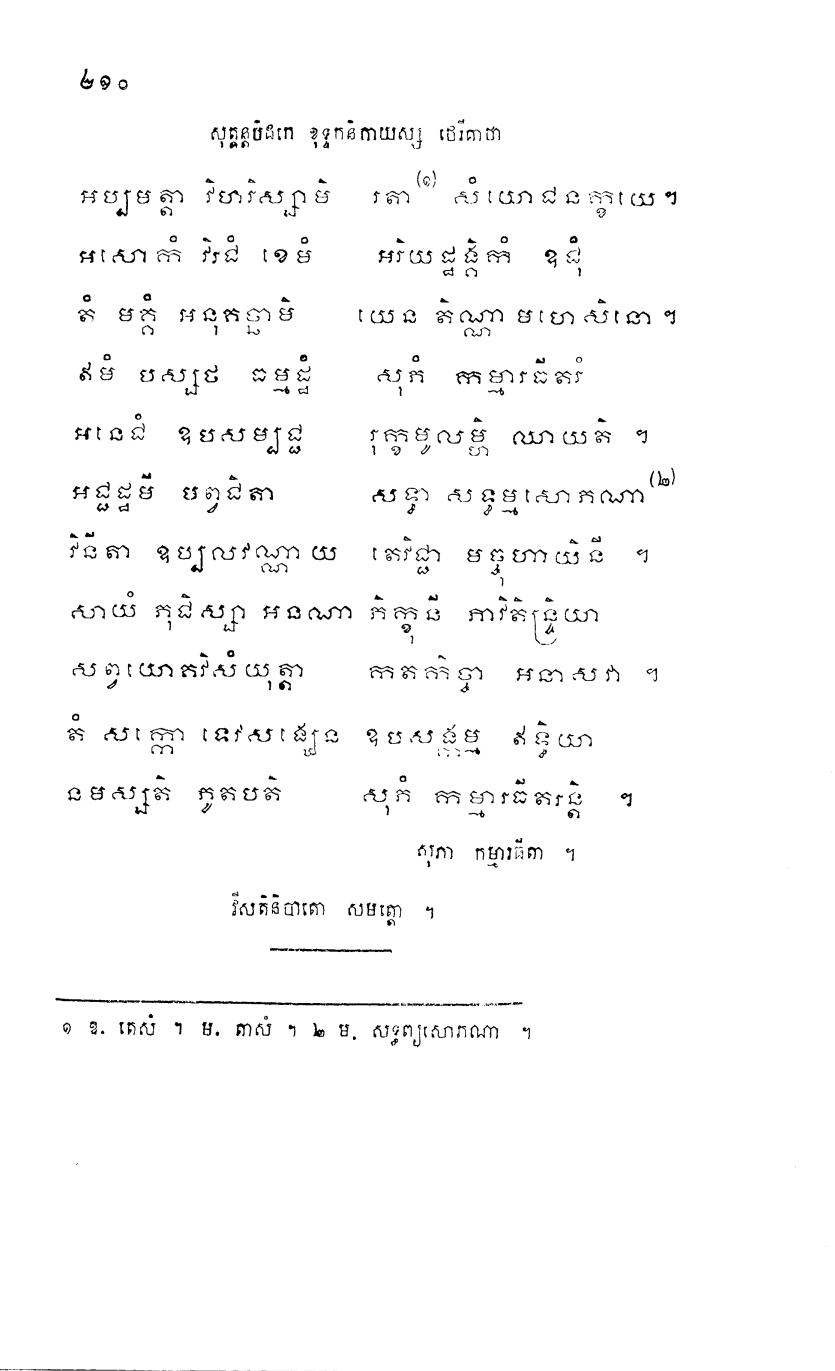 ២១០
សុត្តន្តបិដកេ ខុទ្ទកនិកាយស្ស ថេរីគាថា
អប្បមត្តា វិហរិស្សាមិ រតា(១) សំយោជនក្ខយេ។
អសោកំ វិរជំ ខេមំ អរិយដ្ឋង្គិកំ ឧជុំ
តំ មគ្គំ អនុគច្ឆាមិ យេន តិណ្ណា មហេសិនោ។
ឥមំ បស្សថ ធម្មដ្ឋំ សុភំ កម្មារធីតរំ
អនេជំ ឧបសម្បជ្ជ រុក្ខមូលម្ហិ ឈាយតិ ។
អជ្ជដ្ឋមី បព្វជិតា សទ្ធា សទ្ធម្មសោភណា(២)
វិនីតា ឧប្បលវណ្ណាយ តេវិជ្ជា មច្ចុហាយិនី ។
សាយំ ភុជិស្សា អនណា ភិក្ខុនី ភាវិតិន្ទ្រិយា
សព្វយោគវិសំយុត្តា កតកិច្ចា អនាសវា ។
តំ សក្កោ ទេវសង្ឃេន ឧបសង្កម្ម ឥទ្ធិយា
នមស្សតិ ភូតបតិ សុភំ កម្មារធីតរន្តិ ។
សុភា កម្មារធីតា ។
វីសតិនិបាតោ សមត្តោ ។
១ ឱ. តេសំ ។ ម. តាសំ ។ ២ ម. សទ្ធព្យសោភណា ។